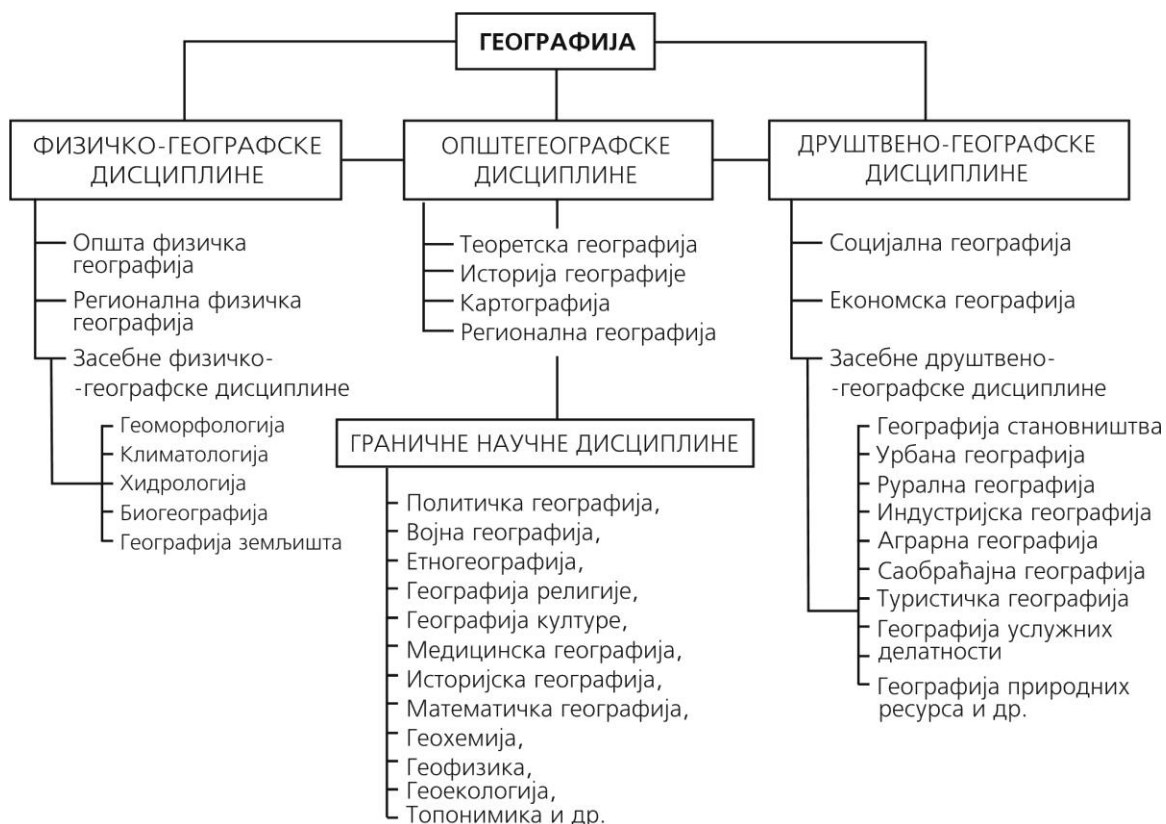 ГЕОГРАФИЈА
ФИЗИЧКО-ГЕОГРАФСКЕ
ДИСЦИПЛИНЕ
Општа физичка
географија
Регионална физичка
географија
Засебне физичко-
-географске дисциплине
Геоморфологија
Климатологија
Хидрологија
Биогеографија
Географија земљишта
ОПШТЕГЕОГРАФСКЕ
ДИСЦИПЛИНЕ
Теоретска географија
Историја географије
Картографија
Регионална географија
ГРАНИЧНЕ НАУЧНЕ ДИСЦИПЛИНЕ
Политичка географија,
Војна географија,
Етногеографија,
Географија религије,
Географија културе,
Медицинска географија,
Историјска географија,
Математичка географија,
Геохемија,
Геофизика,
Геоекологија,
Топонимика и др.
ДРУШТВЕНО-ГЕОГРАФСКЕ
ДИСЦИПЛИНЕ
Социјална географија
Економска географија
Засебне друштвено-
-географске дисциплине
Географија становништва
Урбана географија
Рурална географија
Индустријска географија
Аграрна географија
Саобраћајна географија
Туристичка географија
Географија услужних
делатности
Географија природних
ресурса и др.